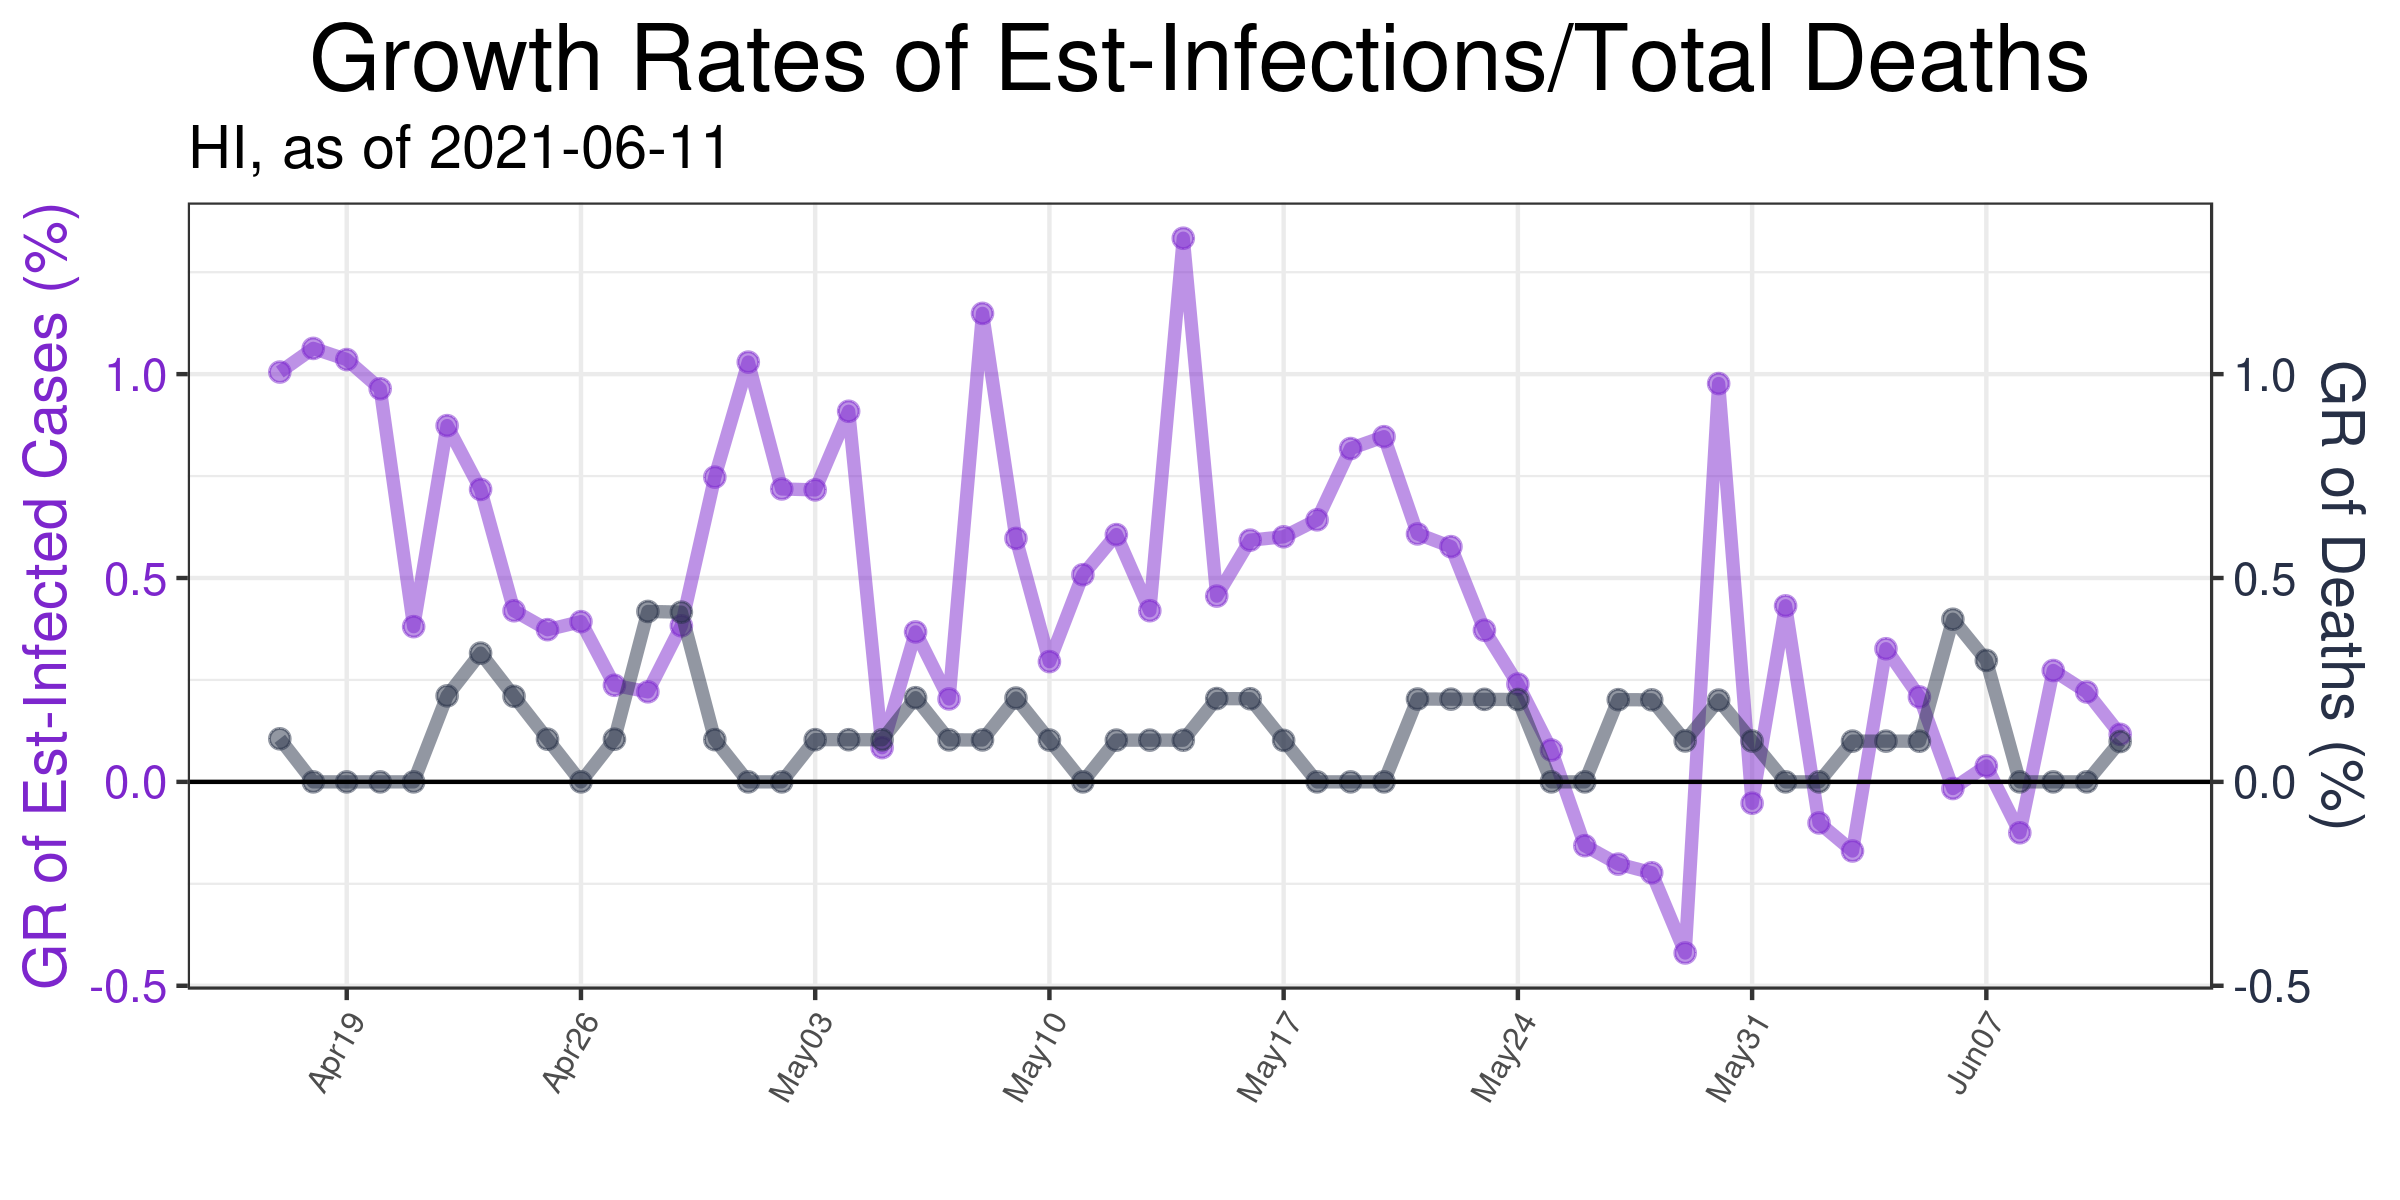 Growth Rates of Est-Infections/Total Deaths
HI, as of 2021-06-11
GR of Est-Infected Cases (%)
1.0
0.5
0.0
-0.5
1.0
0.5
0.0
-0.5
GR of Deaths (%)
Apr19
Apr26
May03
May10
May17
May24
May31
Jun07